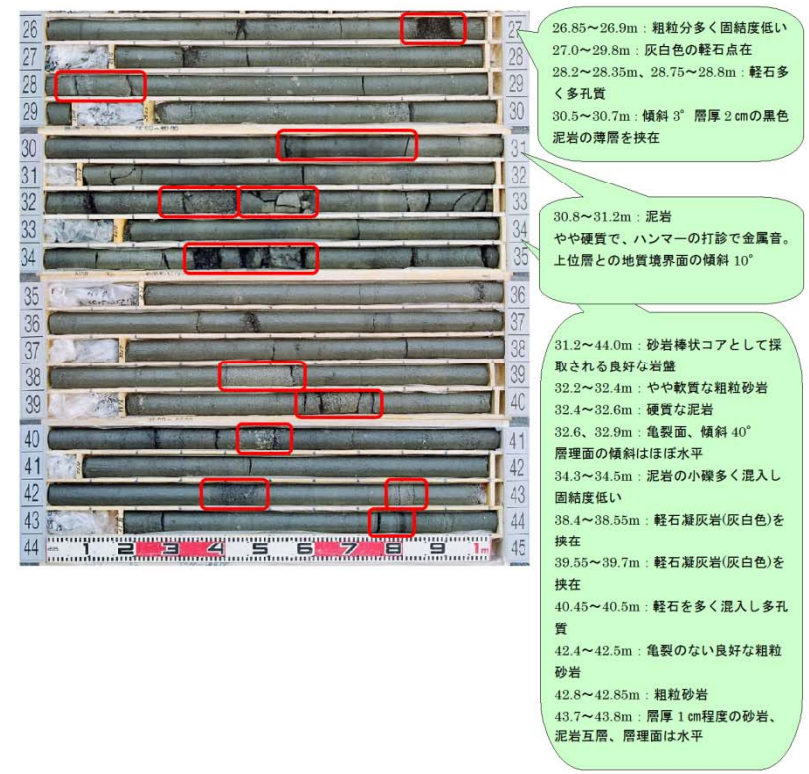 26
27
27
28
28
29
29
30
30
31
31
32
32
33
33
34
34
35
35
36
36
37
37
38
38
39
39
40
40
41
41
42
42
43
43
44
44
1 2 3 4 5 6 7 8 9 1m
45
26.85～26.9m：粗粒分多く固結度低い
27.0～29.8m：灰白色の軽石点在
28.2～28.35m、28.75～28.8m：軽石多
く多孔質
30.5～30.7m：傾斜 3°層厚 2 ㎝の黒色
泥岩の薄層を挟在
30.8～31.2m：泥岩
やや硬質で、ハンマーの打診で金属音。
上位層との地質境界面の傾斜 10°
31.2～44.0m：砂岩棒状コアとして採
取される良好な岩盤
32.2～32.4m：やや軟質な粗粒砂岩
32.4～32.6m：硬質な泥岩
32.6、32.9m：亀裂面、傾斜 40°
層理面の傾斜はほぼ水平
34.3～34.5m：泥岩の小礫多く混入し
固結度低い
38.4～38.55m：軽石凝灰岩(灰白色)を
挟在
39.55～39.7m：軽石凝灰岩(灰白色)を
挟在
40.45～40.5m：軽石を多く混入し多孔
質
42.4～42.5m：亀裂のない良好な粗粒
砂岩
42.8～42.85m：粗粒砂岩
43.7～43.8m：層厚 1 ㎝程度の砂岩、
泥岩互層、層理面は水平